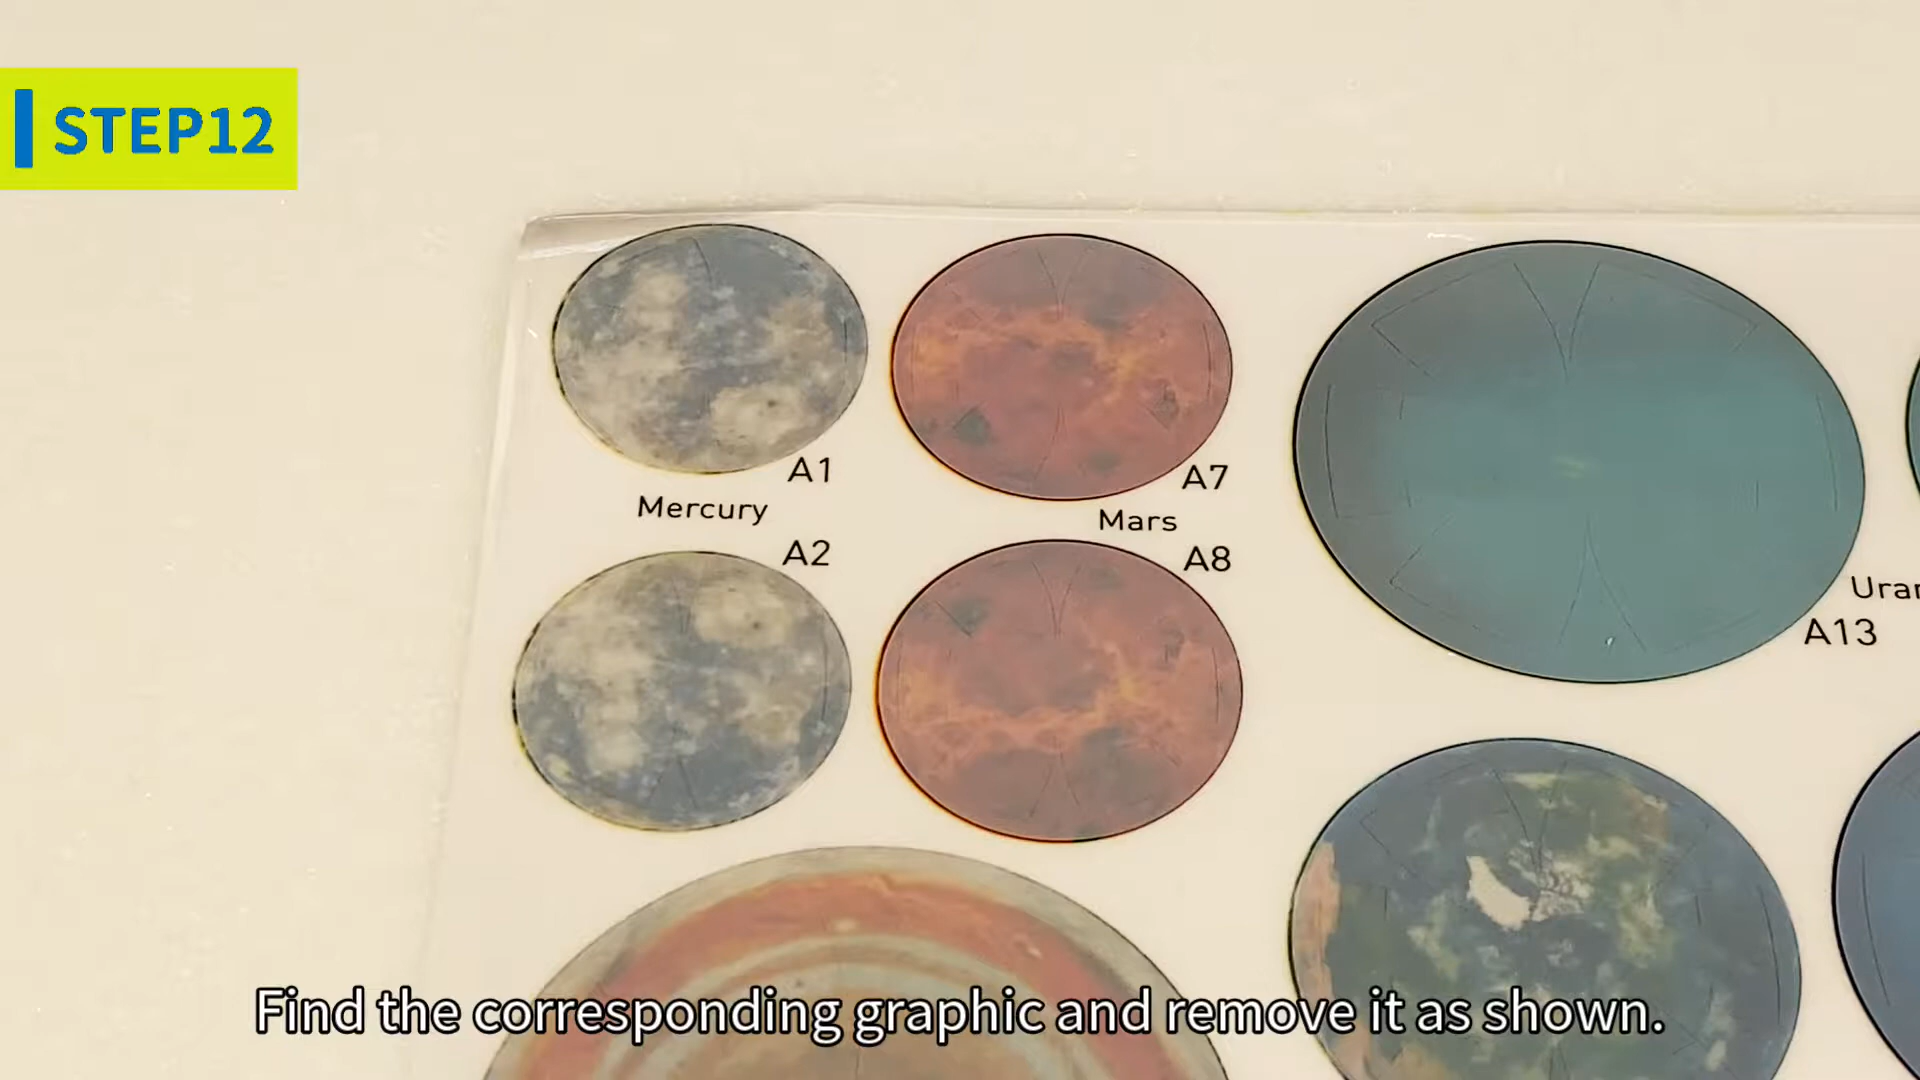 STEP12
A1
Mercury
A2
A7
Mars
A8
A13
Find the corresponding graphic and remove it as shown.